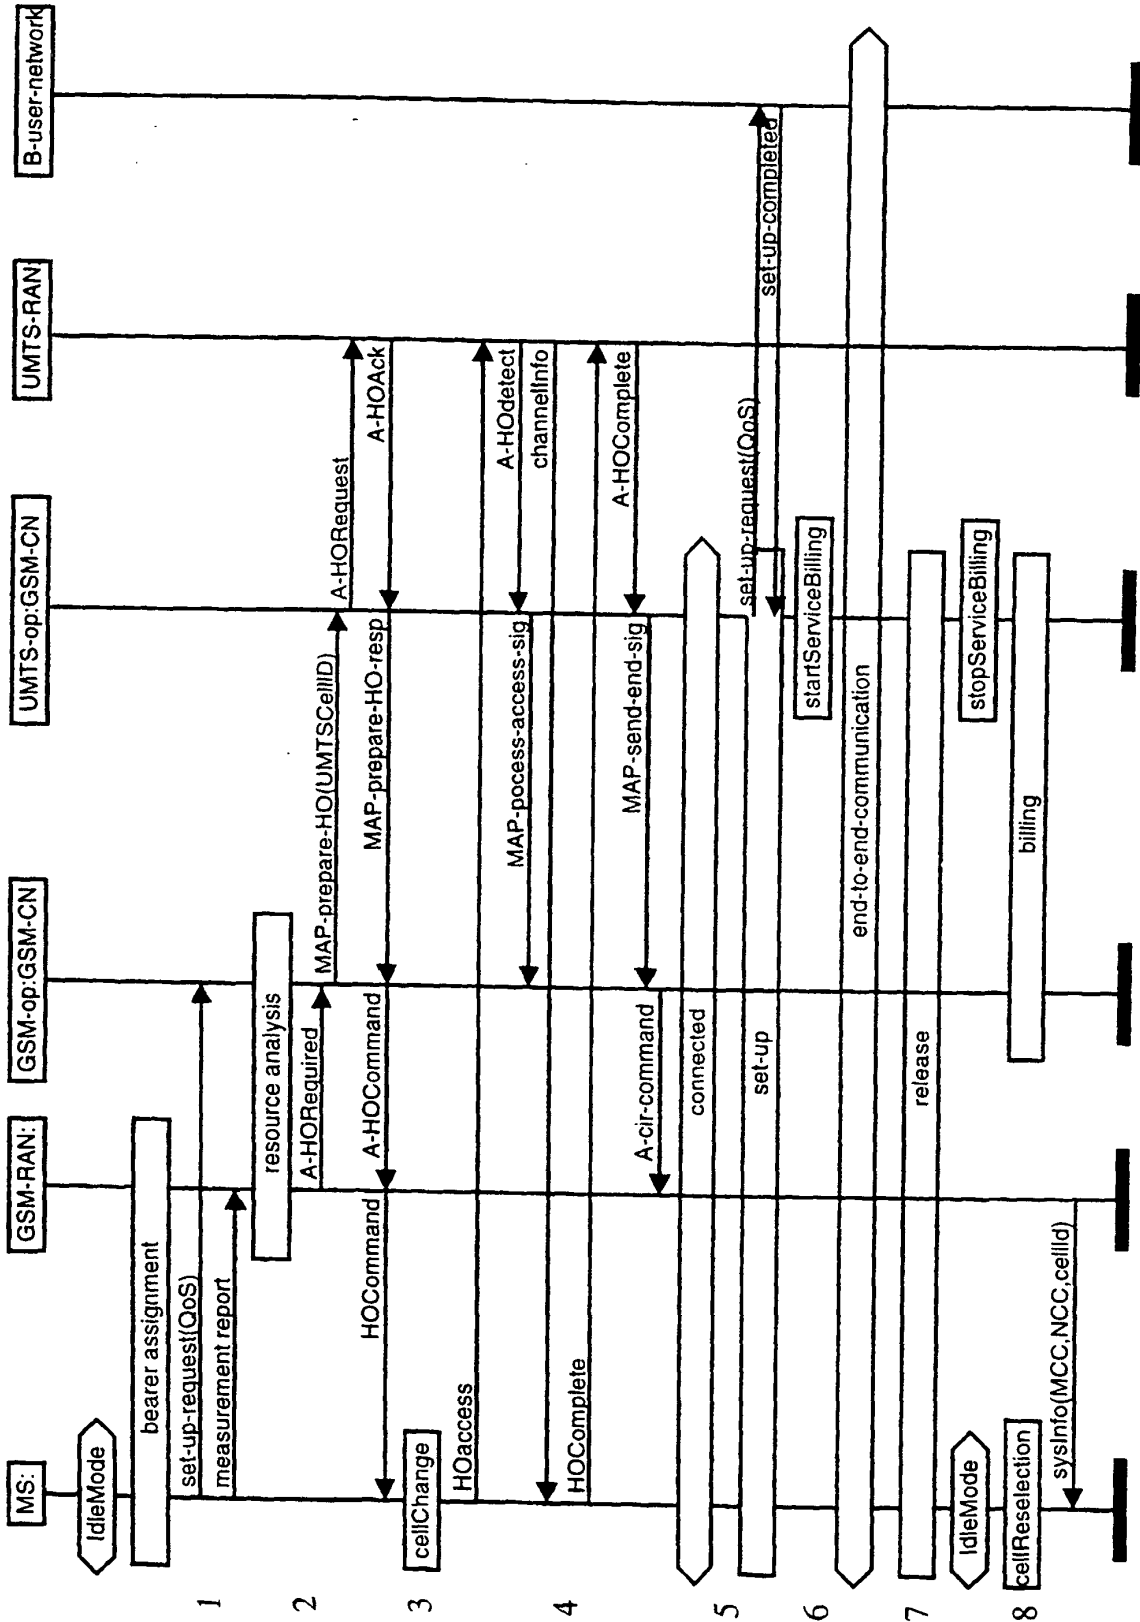 MS:
GSM-RAN:
GSM-op:GSM-CN
UMTS-op:GSM-CN
UMTS-RAN
B-user-network
IdleMode
bearer assignment
1
set-up-request(QoS)
measurement report
resource analysis
2
A-HORequired
MAP-prepare-HO(UMTSCellID)
A-HORequest
HOCommand
A-HOCommand
MAP-prepare-HO-resp
A-HOAck
3
cellChange
HOaccess
MAP-pocess-access-sig
A-HOdetect
channelInfo
4
HOComplete
A-HOComplete
MAP-send-end-sig
A-cir-command
connected
5
set-up
set-up-request(QoS)
set-up-completed
6
startServiceBilling
end-to-end-communication
7
release
IdleMode
stopServiceBilling
8
cellReselection
billing
sysInfo(MCC,NCC,cellId)